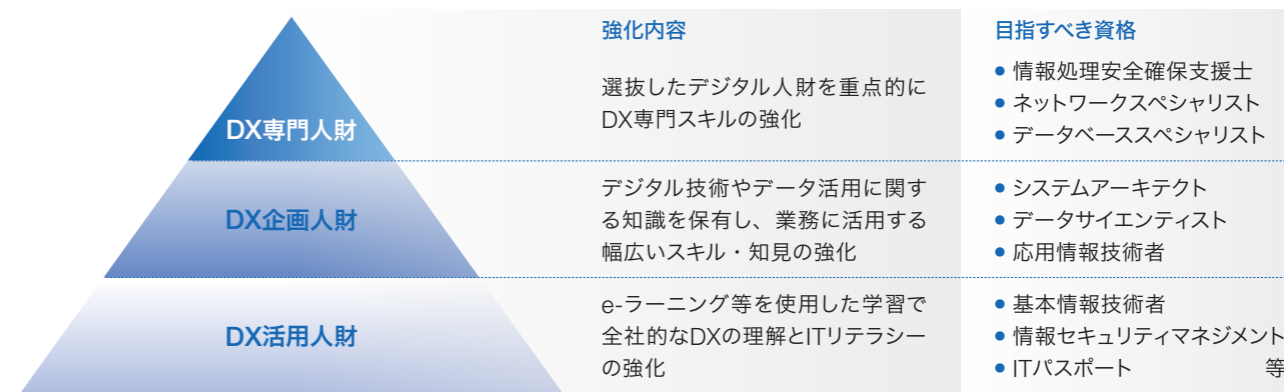 強化内容
目指すべき資格
DX専門人財
選抜したデジタル人財を重点的に
DX専門スキルの強化
● 情報処理安全確保支援士
● ネットワークスペシャリスト
● データベーススペシャリスト
DX企画人財
デジタル技術やデータ活用に関す
る知識を保有し、業務に活用する
幅広いスキル・知見の強化
● システムアーキテクト
● データサイエンティスト
● 応用情報技術者
DX活用人財
e-ラーニング等を使用した学習で
全社的なDXの理解とITリテラシー
の強化
● 基本情報技術者
● 情報セキュリティマネジメント
● ITパスポート 等